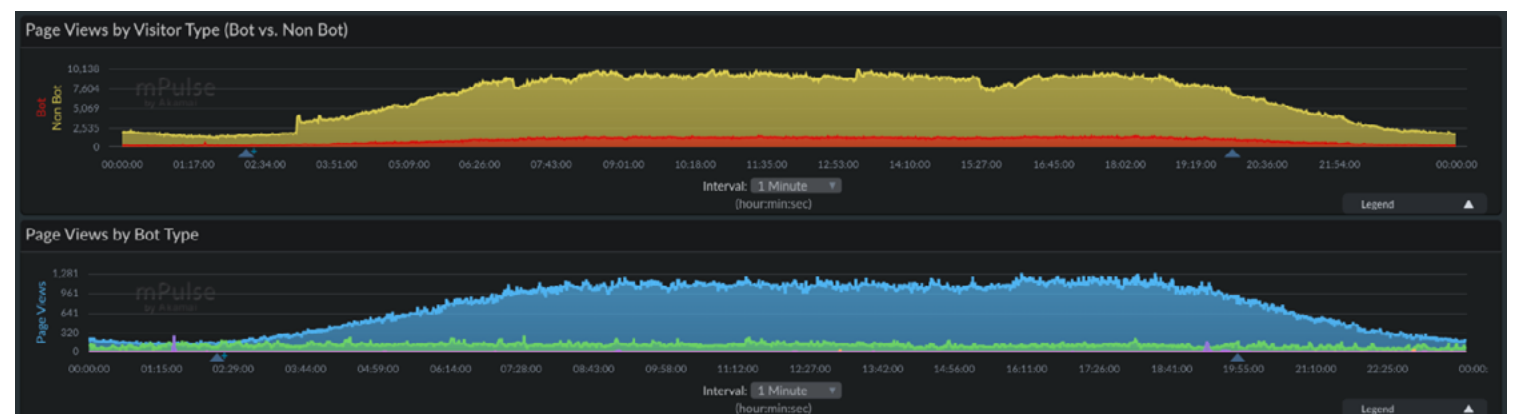 Page Views by Visitor Type (Bot vs. Non Bot)
10,138
7,604
5,069
2,535
0
Bot
Non Bot
mPulse
by Akamai
00:00:00 01:17:00 02:34:00 03:51:00 05:09:00 06:26:00 07:43:00 09:01:00 10:18:00 11:35:00 12:53:00 14:10:00 15:27:00 16:45:00 18:02:00 19:19:00 20:36:00 21:54:00 00:00:00
Interval: 1 Minute
(hour:min:sec)
Legend
Page Views by Bot Type
1,281
961
641
320
0
Page Views
mPulse
by Akamai
00:00:00 01:15:00 02:29:00 03:44:00 04:59:00 06:14:00 07:28:00 08:43:00 09:58:00 11:12:00 12:27:00 13:42:00 14:56:00 16:11:00 17:26:00 18:41:00 19:55:00 21:10:00 22:25:00 00:00:
Interval: 1 Minute
(hour:min:sec)
Legend